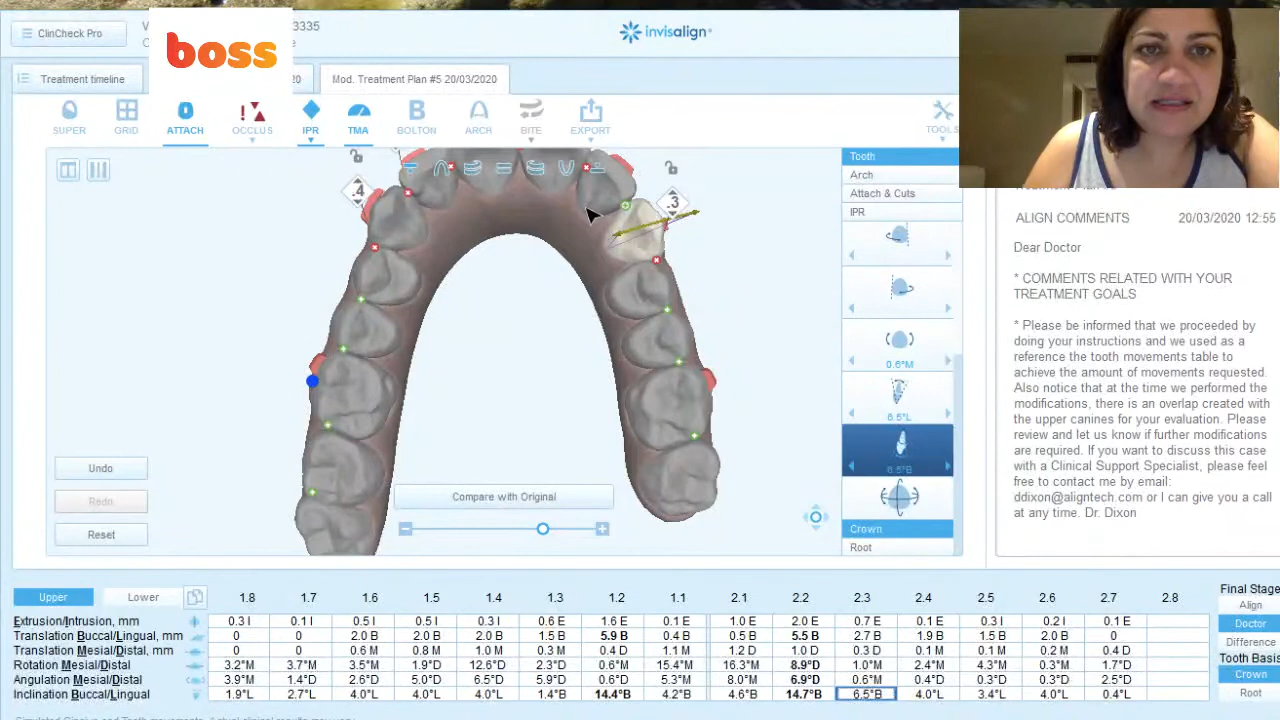 ClinCheck Pro
3335
boss
invisalign
Treatment timeline
20
Mod. Treatment Plan #5 20/03/2020
SUPER
GRID
ATTACH
OCCLUS
IPR
TMA
B
BOLTON
ARCH
BITE
EXPORT
TOOLS
.4
.3
Tooth
Arch
Attach & Cuts
IPR
0.6°M
8.5°L
6.5°B
Crown
Root
Undo
Redo
Reset
Compare with Original
ALIGN COMMENTS 20/03/2020 12:55
Dear Doctor
* COMMENTS RELATED WITH YOUR
TREATMENT GOALS
* Please be informed that we proceeded by
doing your instructions and we used as a
reference the tooth movements table to
achieve the amount of movements requested.
Also notice that at the time we performed the
modifications, there is an overlap created with
the upper canines for your evaluation. Please
review and let us know if further modifications
are required. If you want to discuss this case
with a Clinical Support Specialist, please feel
free to contact me by email:
ddixon@aligntech.com or I can give you a call
at any time. Dr. Dixon
Upper Lower 1.8 1.7 1.6 1.5 1.4 1.3 1.2 1.1 2.1 2.2 2.3 2.4 2.5 2.6 2.7 2.8
Extrusion/Intrusion, mm 0.3 I 0.1 I 0.5 I 0.5 I 0.2 I 0.6 E 1.6 E 0.1 E 0.1 E 2.0 E 0.7 E 0.1 E 0.3 I 0.2 I 0.1 E
Translation Buccal/Lingual, mm 0 0 2.0 B 2.0 B 2.0 B 5.9 B 0.4 B 0.5 B 5.5 B 2.7 B 1.9 B 1.5 B 2.0 B 0
Translation Mesial/Distal, mm 0 0 0.6 M 0.8 M 1.0 M 0.3 M 0.4 D 1.1 M 1.2 D 1.0 D 0.3 D 0.1 M 0.2 M 0.2 M 0.4 D
Rotation Mesial/Distal 3.2°M 3.7°M 3.5°M 1.9°D 12.6°D 2.3°D 0.6°M 15.4°M 16.3°M 8.9°D 1.0°M 2.4°M 4.3°M 0.3°M 1.7°D
Angulation Mesial/Distal 3.9°M 1.4°D 2.6°D 5.0°D 6.5°D 5.9°D 0.6°D 5.3°M 8.0°M 6.9°D 0.6°M 0.4°D 0.3°D 0.3°D 2.5°D
Inclination Buccal/Lingual 1.9°L 2.7°L 4.0°L 4.0°L 4.0°L 1.4°B 14.4°B 4.2°B 4.6°B 14.7°B 6.5°B 4.0°L 3.4°L 4.0°L 0.4°L
Final Stage
Align
Doctor
Difference
Tooth Basis
Crown
Root